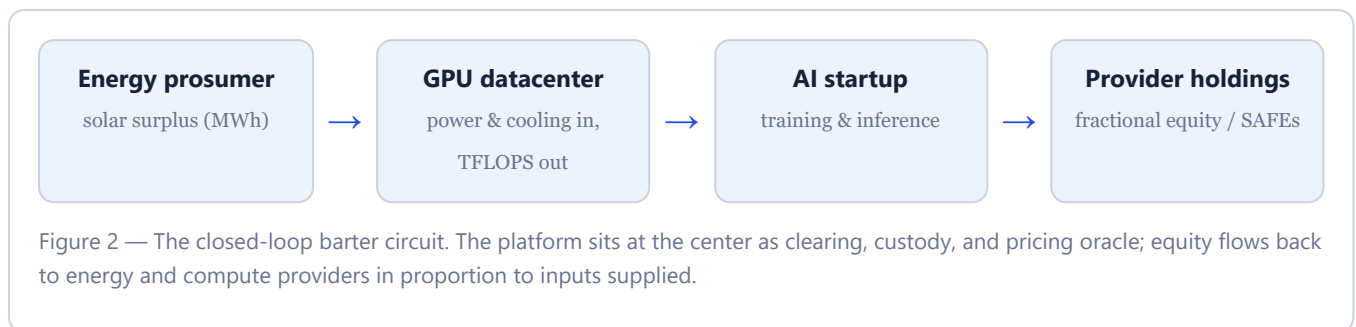 Energy prosumer
solar surplus (MWh)
→
GPU datacenter
power & cooling in,
TFLOPS out
→
AI startup
training & inference
→
Provider holdings
fractional equity / SAFEs
Figure 2 — The closed-loop barter circuit. The platform sits at the center as clearing, custody, and pricing oracle; equity flows back
to energy and compute providers in proportion to inputs supplied.